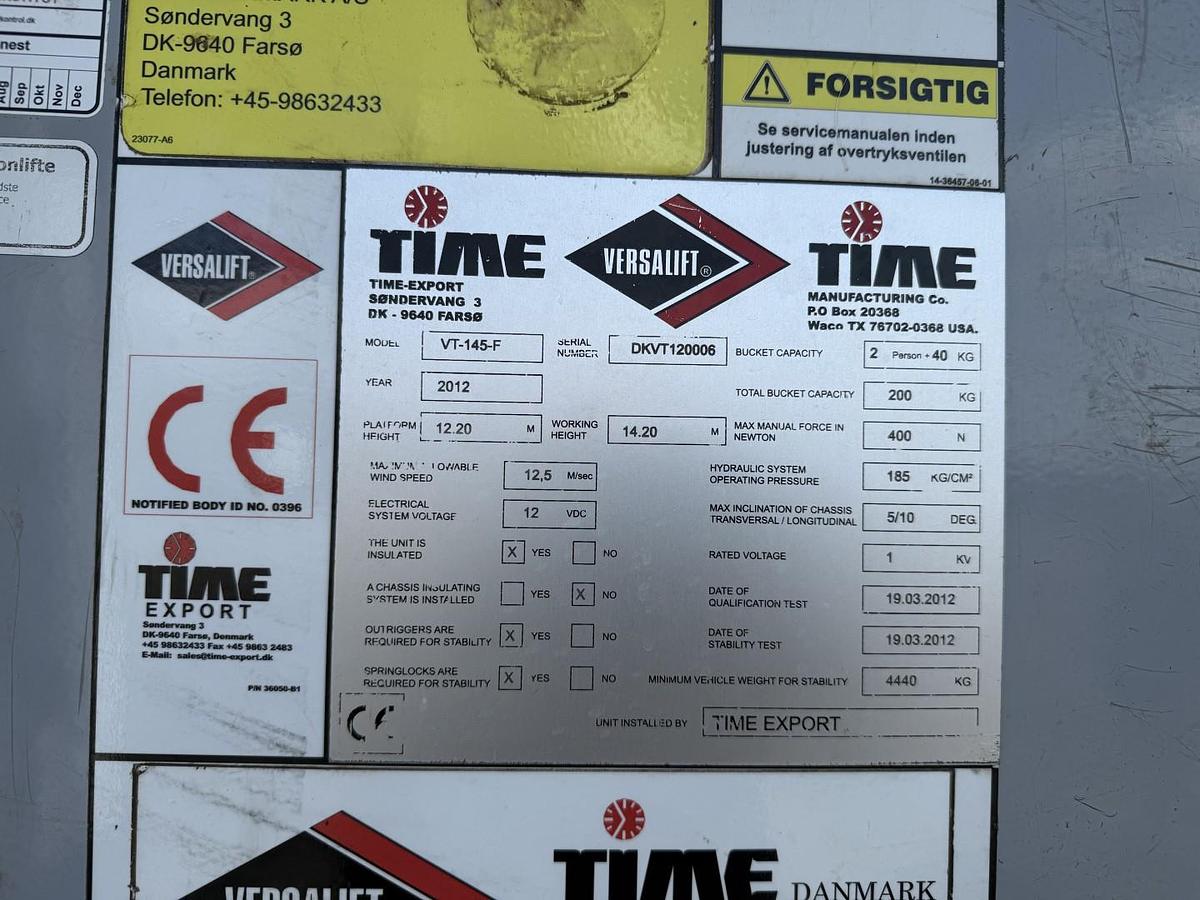 kontrol.dk
nest
Aug
Sep
Okt
Nov
Dec
onlifte
dste
ce
Søndervang 3
DK-9640 Farsø
Danmark
Telefon: +45-98632433
23077-A6
FORSIGTIG
Se servicemanualen inden
justering af overtryksventilen
14-36457-06-01
VERSALIFT®
CE
NOTIFIED BODY ID NO. 0396
TIME
EXPORT
Søndervang 3
DK-9640 Farsø, Denmark
+45 98632433 Fax +45 9863 2483
E-Mail: sales@time-export.dk
P/N 36050-B1
TIME
TIME-EXPORT
SØNDERVANG 3
DK - 9640 FARSØ
VERSALIFT®
TIME
MANUFACTURING Co.
P.O Box 20368
Waco TX 76702-0368 USA.
MODEL VT-145-F SERIAL NUMBER DKVT120006 BUCKET CAPACITY 2 Person + 40 KG
YEAR 2012 TOTAL BUCKET CAPACITY 200 KG
PLATFORM HEIGHT 12.20 M WORKING HEIGHT 14.20 M MAX MANUAL FORCE IN NEWTON 400 N
MAXIMUM ALLOWABLE WIND SPEED 12,5 M/sec HYDRAULIC SYSTEM OPERATING PRESSURE 185 KG/CM²
ELECTRICAL SYSTEM VOLTAGE 12 VDC MAX INCLINATION OF CHASSIS TRANSVERSAL / LONGITUDINAL 5/10 DEG.
THE UNIT IS INSULATED X YES NO RATED VOLTAGE 1 KV
A CHASSIS INSULATING SYSTEM IS INSTALLED YES X NO DATE OF QUALIFICATION TEST 19.03.2012
OUTRIGGERS ARE REQUIRED FOR STABILITY X YES NO DATE OF STABILITY TEST 19.03.2012
SPRINGLOCKS ARE REQUIRED FOR STABILITY X YES NO MINIMUM VEHICLE WEIGHT FOR STABILITY 4440 KG
CE UNIT INSTALLED BY TIME EXPORT
VERSALIFT
TIME DANMARK